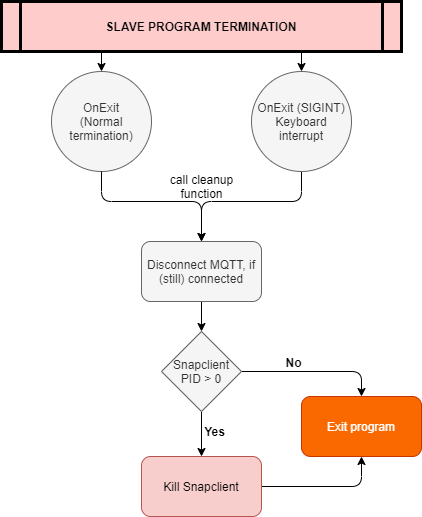 SLAVE PROGRAM TERMINATION
OnExit
(Normal
termination)
OnExit (SIGINT)
Keyboard
interrupt
call cleanup
function
Disconnect MQTT, if
(still) connected
Snapclient
PID > 0
No
Yes
Exit program
Kill Snapclient